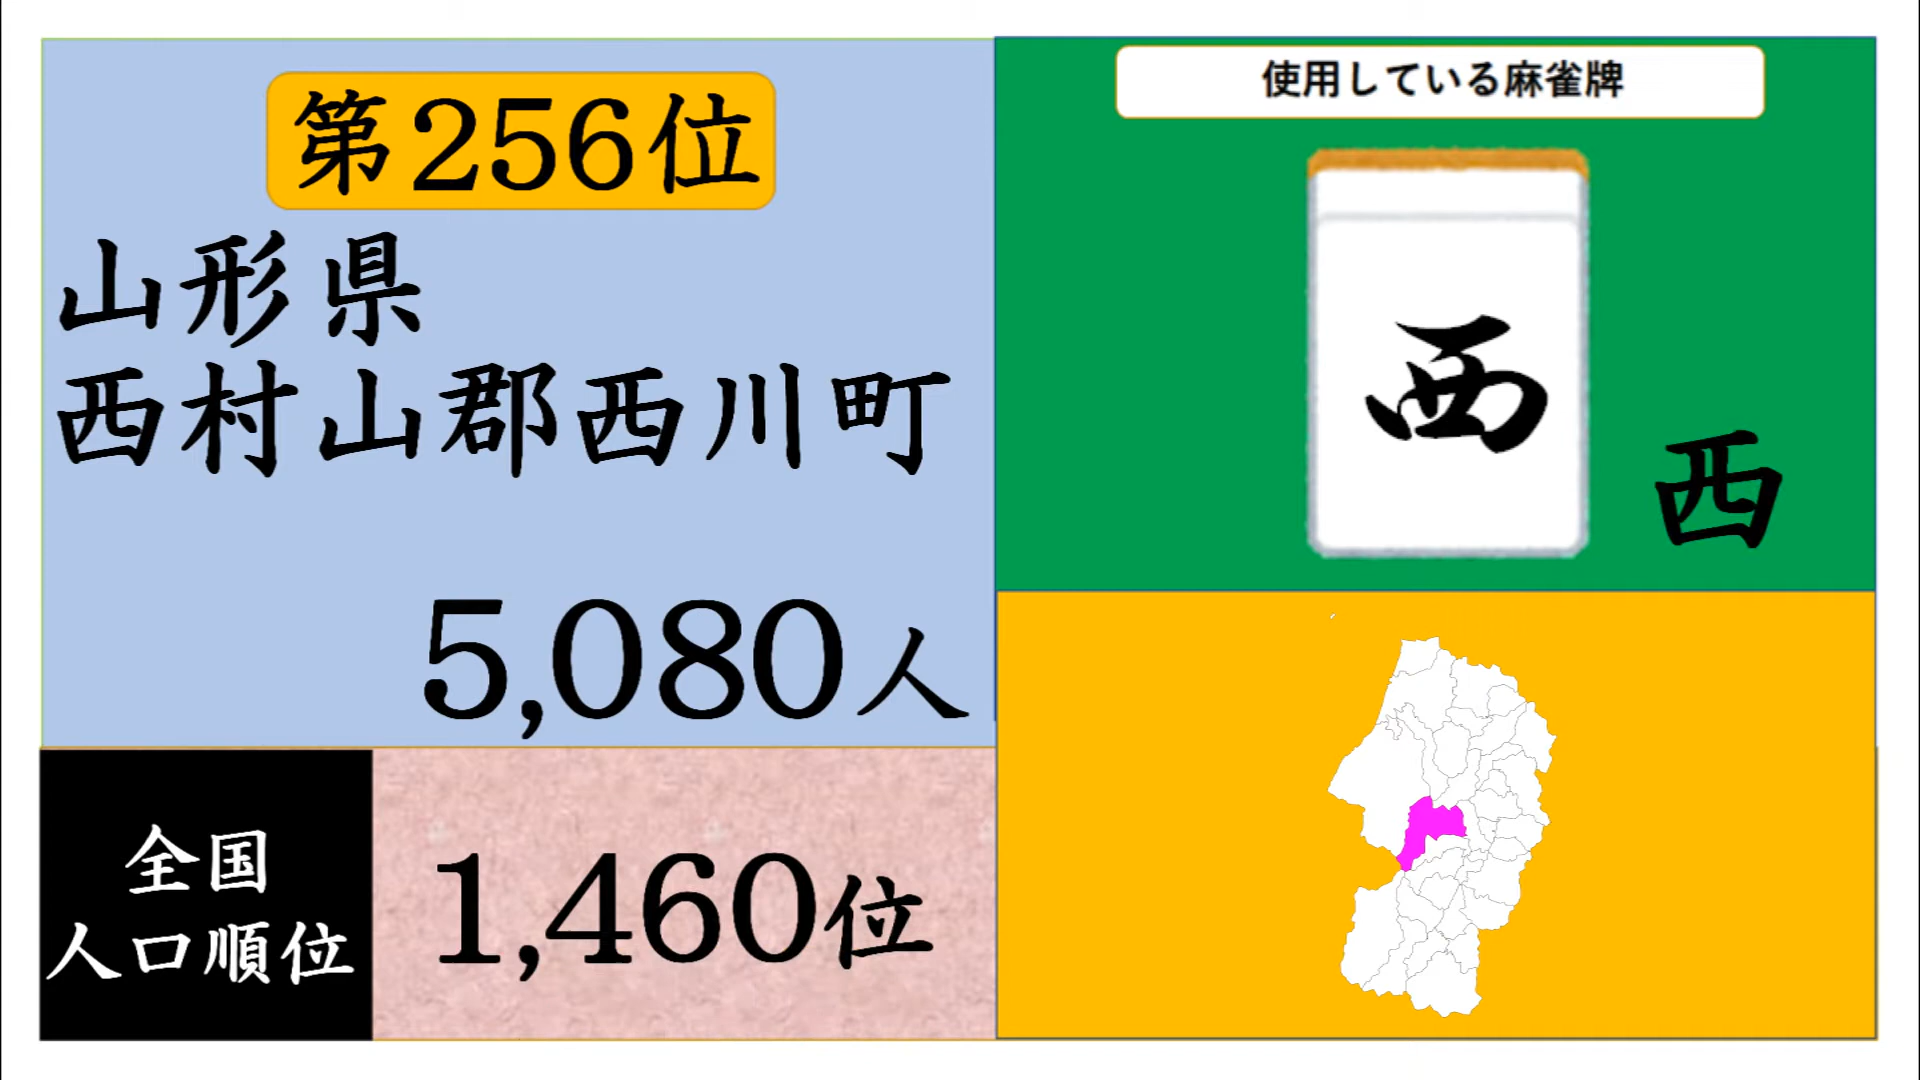 第256位
山形県
西村山郡西川町
5,080人
全国
人口順位
1,460位
使用している麻雀牌
西
西